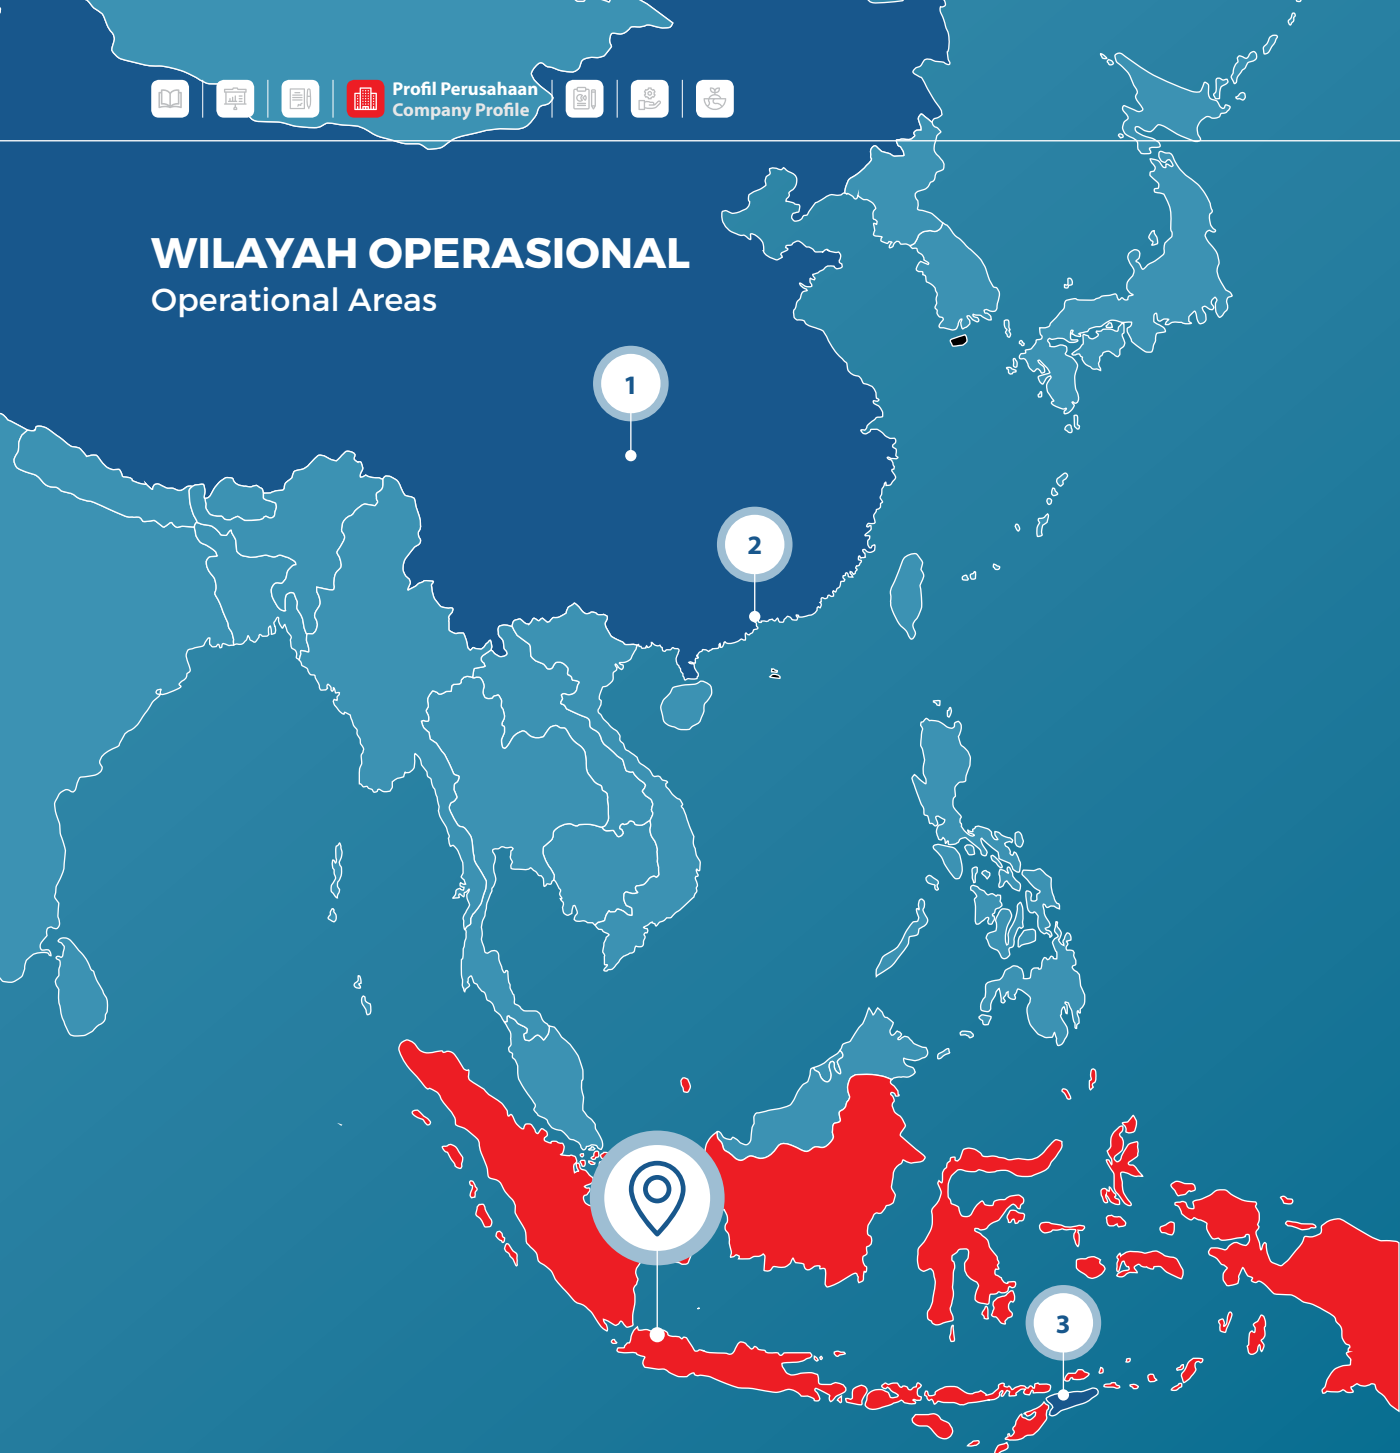 Profil Perusahaan
Company Profile
WILAYAH OPERASIONAL
Operational Areas
1
2
3